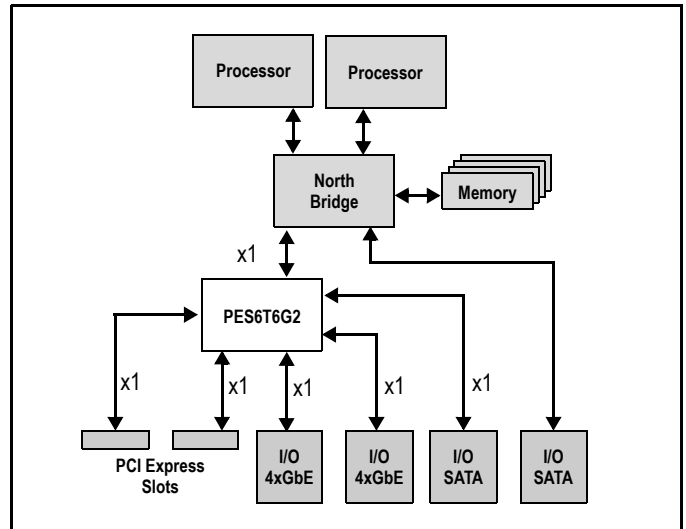 Processor
Processor
North
Bridge
Memory
x1
PES6T6G2
x1
x1
x1
x1
x1
PCI Express
Slots
I/O
4xGbE
I/O
4xGbE
I/O
SATA
I/O
SATA